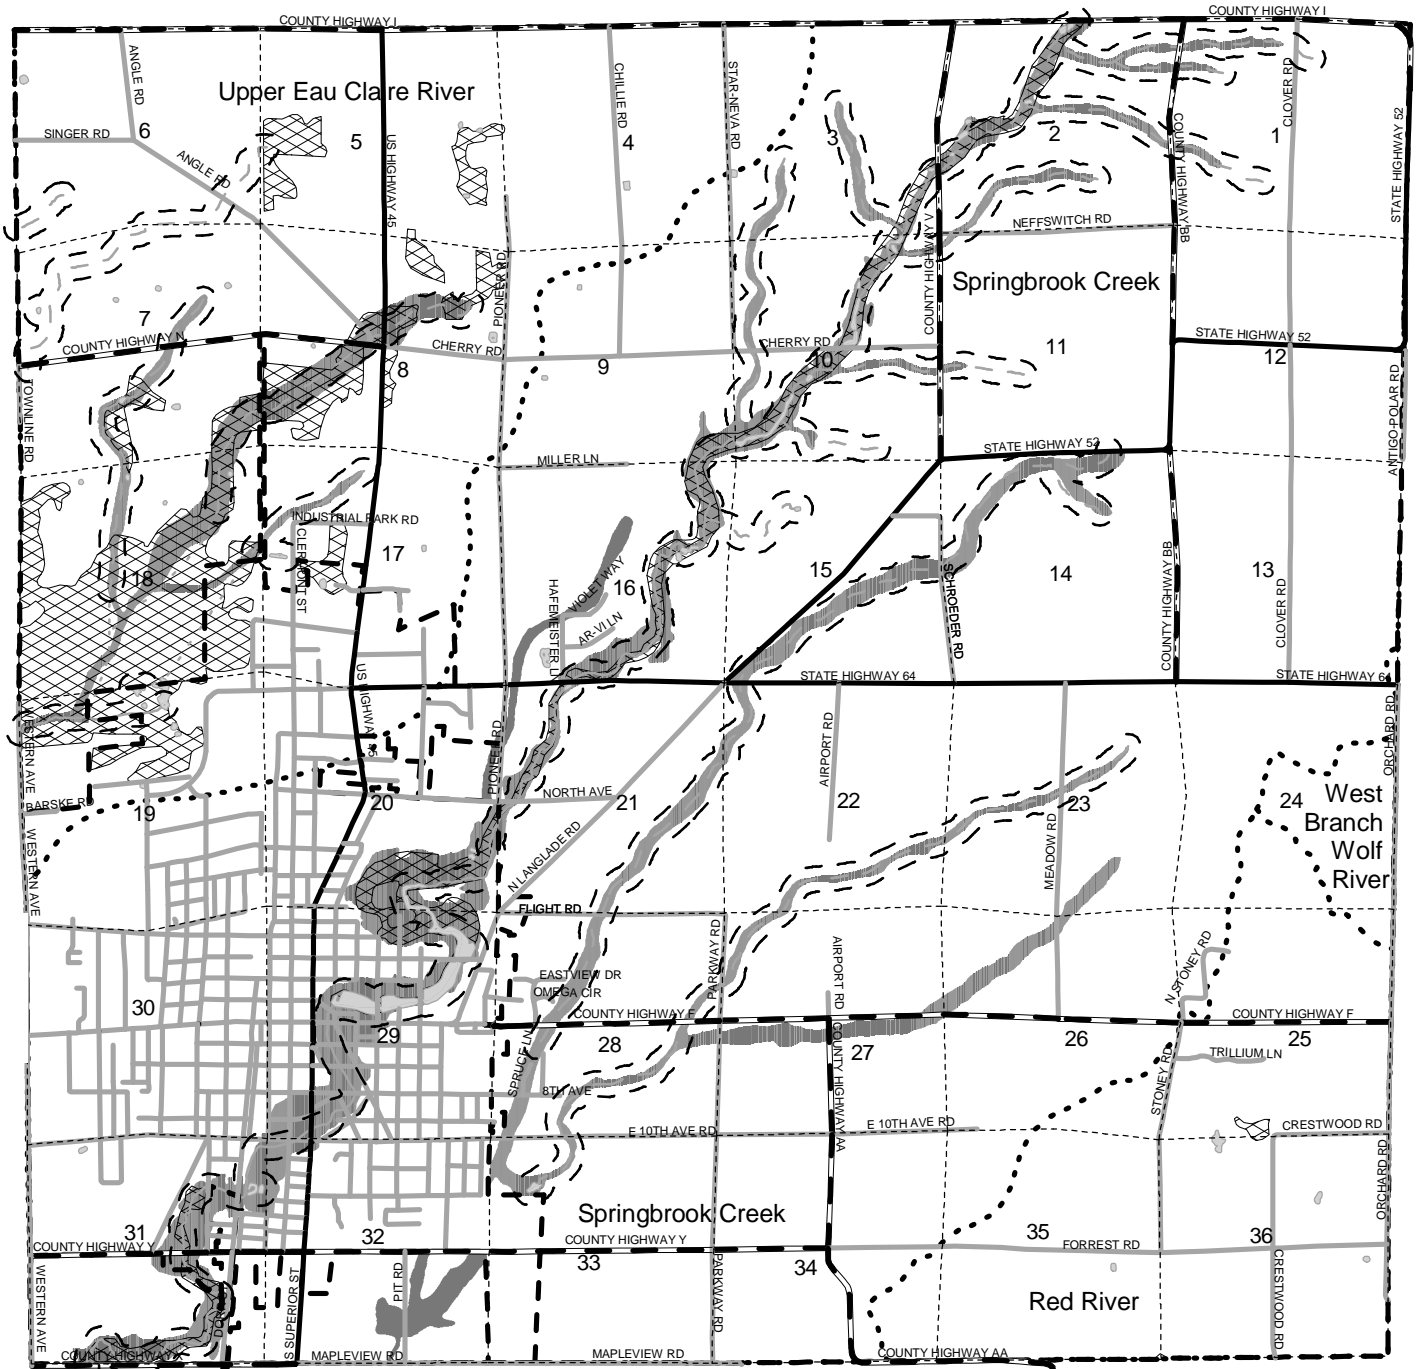 COUNTY HIGHWAY I
COUNTY HIGHWAY I
ANGLE RD
Upper Eau Claire River
CHILLIE RD
STAR-NEVA RD
CLOVER RD
STATE HIGHWAY 52
SINGER RD
6
5
4
3
2
1
US HIGHWAY 45
COUNTY HIGHWAY BB
ANGLE RD
NEFFSWITCH RD
COUNTY HIGHWAY V
PIONEER RD
Springbrook Creek
7
COUNTY HIGHWAY N
CHERRY RD
CHERRY RD
STATE HIGHWAY 52
8
9
10
11
12
TOWNLINE RD
ANTIGO-POLAR RD
STATE HIGHWAY 52
MILLER LN
INDUSTRIAL PARK RD
CLERMONT ST
17
18
16
15
14
13
HAFEMEISTER LN
VIOLET WAY
AR-VI LN
SCHROEDER RD
COUNTY HIGHWAY BB
CLOVER RD
US HIGHWAY 45
STATE HIGHWAY 64
STATE HIGHWAY 64
WESTERN AVE
PIONEER RD
AIRPORT RD
ORCHARD RD
BARSKE RD
19
20
NORTH AVE
21
22
23
24
West
Branch
Wolf
River
WESTERN AVE
N LANGLADE RD
MEADOW RD
FLIGHT RD
PARKWAY RD
AIRPORT RD
N STONEY RD
EASTVIEW DR
OMEGA CIR
30
29
COUNTY HIGHWAY F
COUNTY HIGHWAY F
28
27
26
25
SPRUCE LN
COUNTY HIGHWAY AA
STONEY RD
TRILLIUM LN
8TH AVE
E 10TH AVE RD
E 10TH AVE RD
CRESTWOOD RD
ORCHARD RD
Springbrook Creek
31
32
COUNTY HIGHWAY Y
COUNTY HIGHWAY Y
33
34
35
FORREST RD
36
WESTERN AVE
S SUPERIOR ST
PIT RD
PARKWAY RD
Red River
CRESTWOOD RD
MAPLEVIEW RD
MAPLEVIEW RD
COUNTY HIGHWAY AA